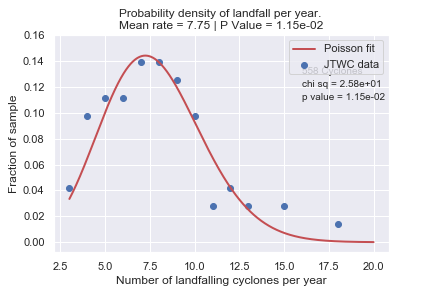 Probability density of landfall per year.
Mean rate = 7.75 | P Value = 1.15e-02
Poisson fit
JTWC data
558 Cyclones
chi sq = 2.58e+01
p value = 1.15e-02
Fraction of sample
0.16
0.14
0.12
0.10
0.08
0.06
0.04
0.02
0.00
2.5 5.0 7.5 10.0 12.5 15.0 17.5 20.0
Number of landfalling cyclones per year